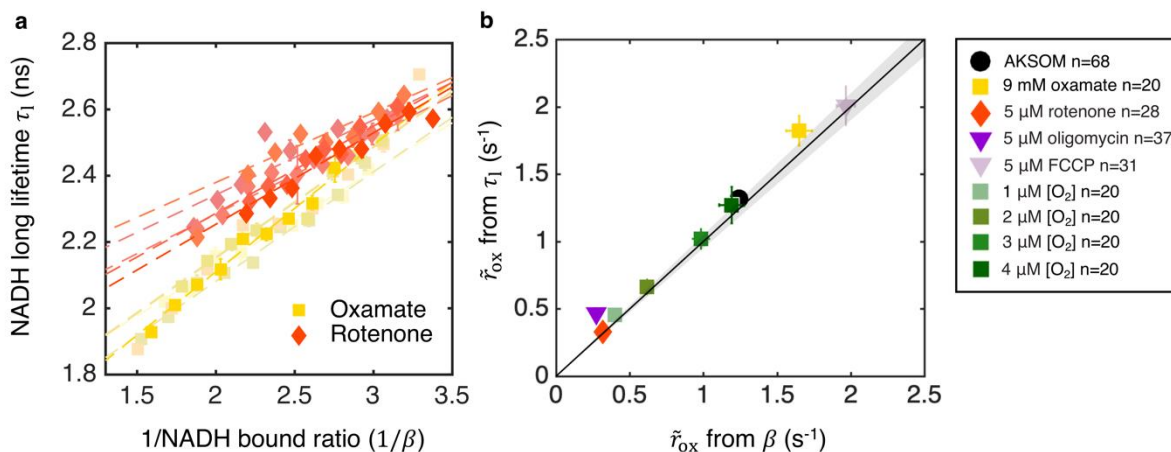 a
2.8
2.6
2.4
2.2
2
1.8
NADH long lifetime τ₁ (ns)
Oxamate
Rotenone
1.5
2
2.5
3
3.5
1/NADH bound ratio (1/β)
b
2.5
2
1.5
1
0.5
0
r̃ox from τ₁ (s⁻¹)
0
0.5
1
1.5
2
2.5
r̃ox from β (s⁻¹)
AKSOM n=68
9 mM oxamate n=20
5 μM rotenone n=28
5 μM oligomycin n=37
5 μM FCCP n=31
1 μM [O₂] n=20
2 μM [O₂] n=20
3 μM [O₂] n=20
4 μM [O₂] n=20